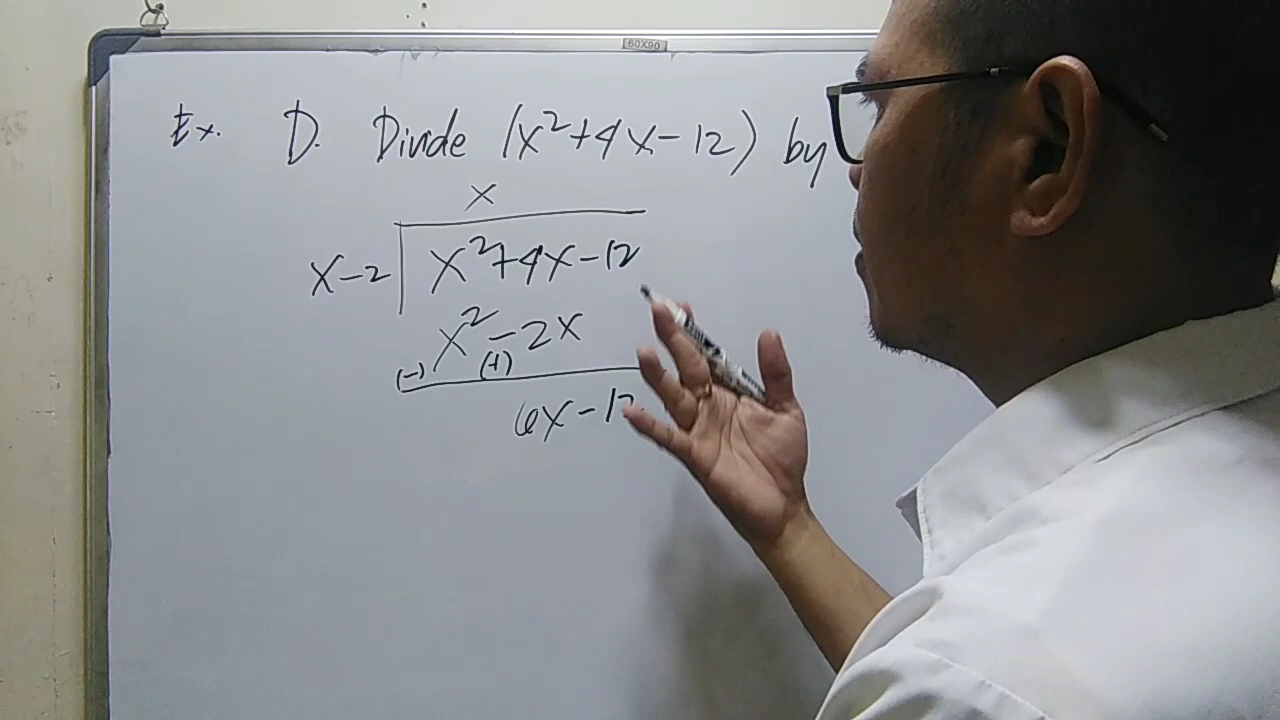 60X90
Ex. D. Divide (x²+4x-12) by
x
x-2 x²+4x-12
x²-2x
(-) (+)
6x-12